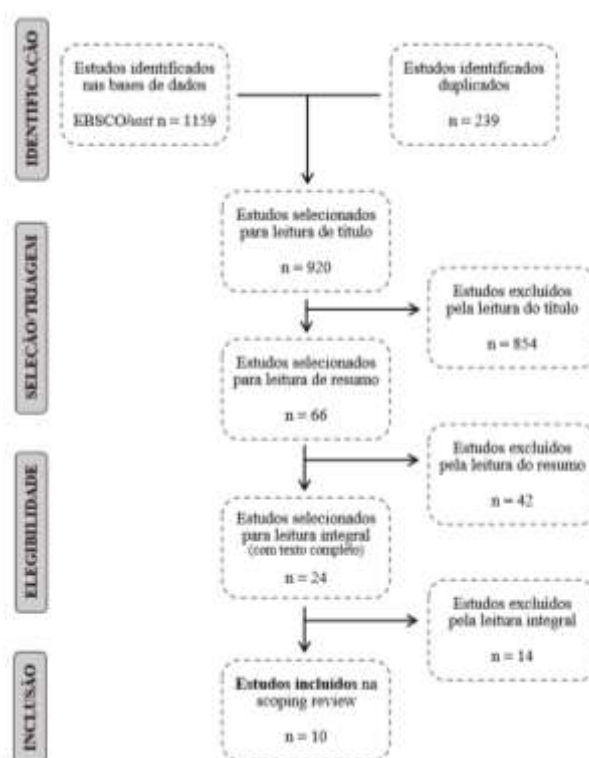 IDENTIFICAÇÃO
Estudos identificados
nas bases de dados
EBSCOhost n = 1159
Estudos identificados
duplicados
n = 239
SELEÇÃO/TRIAGEM
Estudos selecionados
para leitura do título
n = 920
Estudos excluídos
pela leitura do título
n = 854
Estudos selecionados
para leitura de resumo
n = 66
ELEGIBILIDADE
Estudos excluídos
pela leitura do resumo
n = 42
Estudos selecionados
para leitura integral
(com texto completo)
n = 24
Estudos excluídos
pela leitura integral
n = 14
INCLUSÃO
Estudos incluídos na
scoping review
n = 10